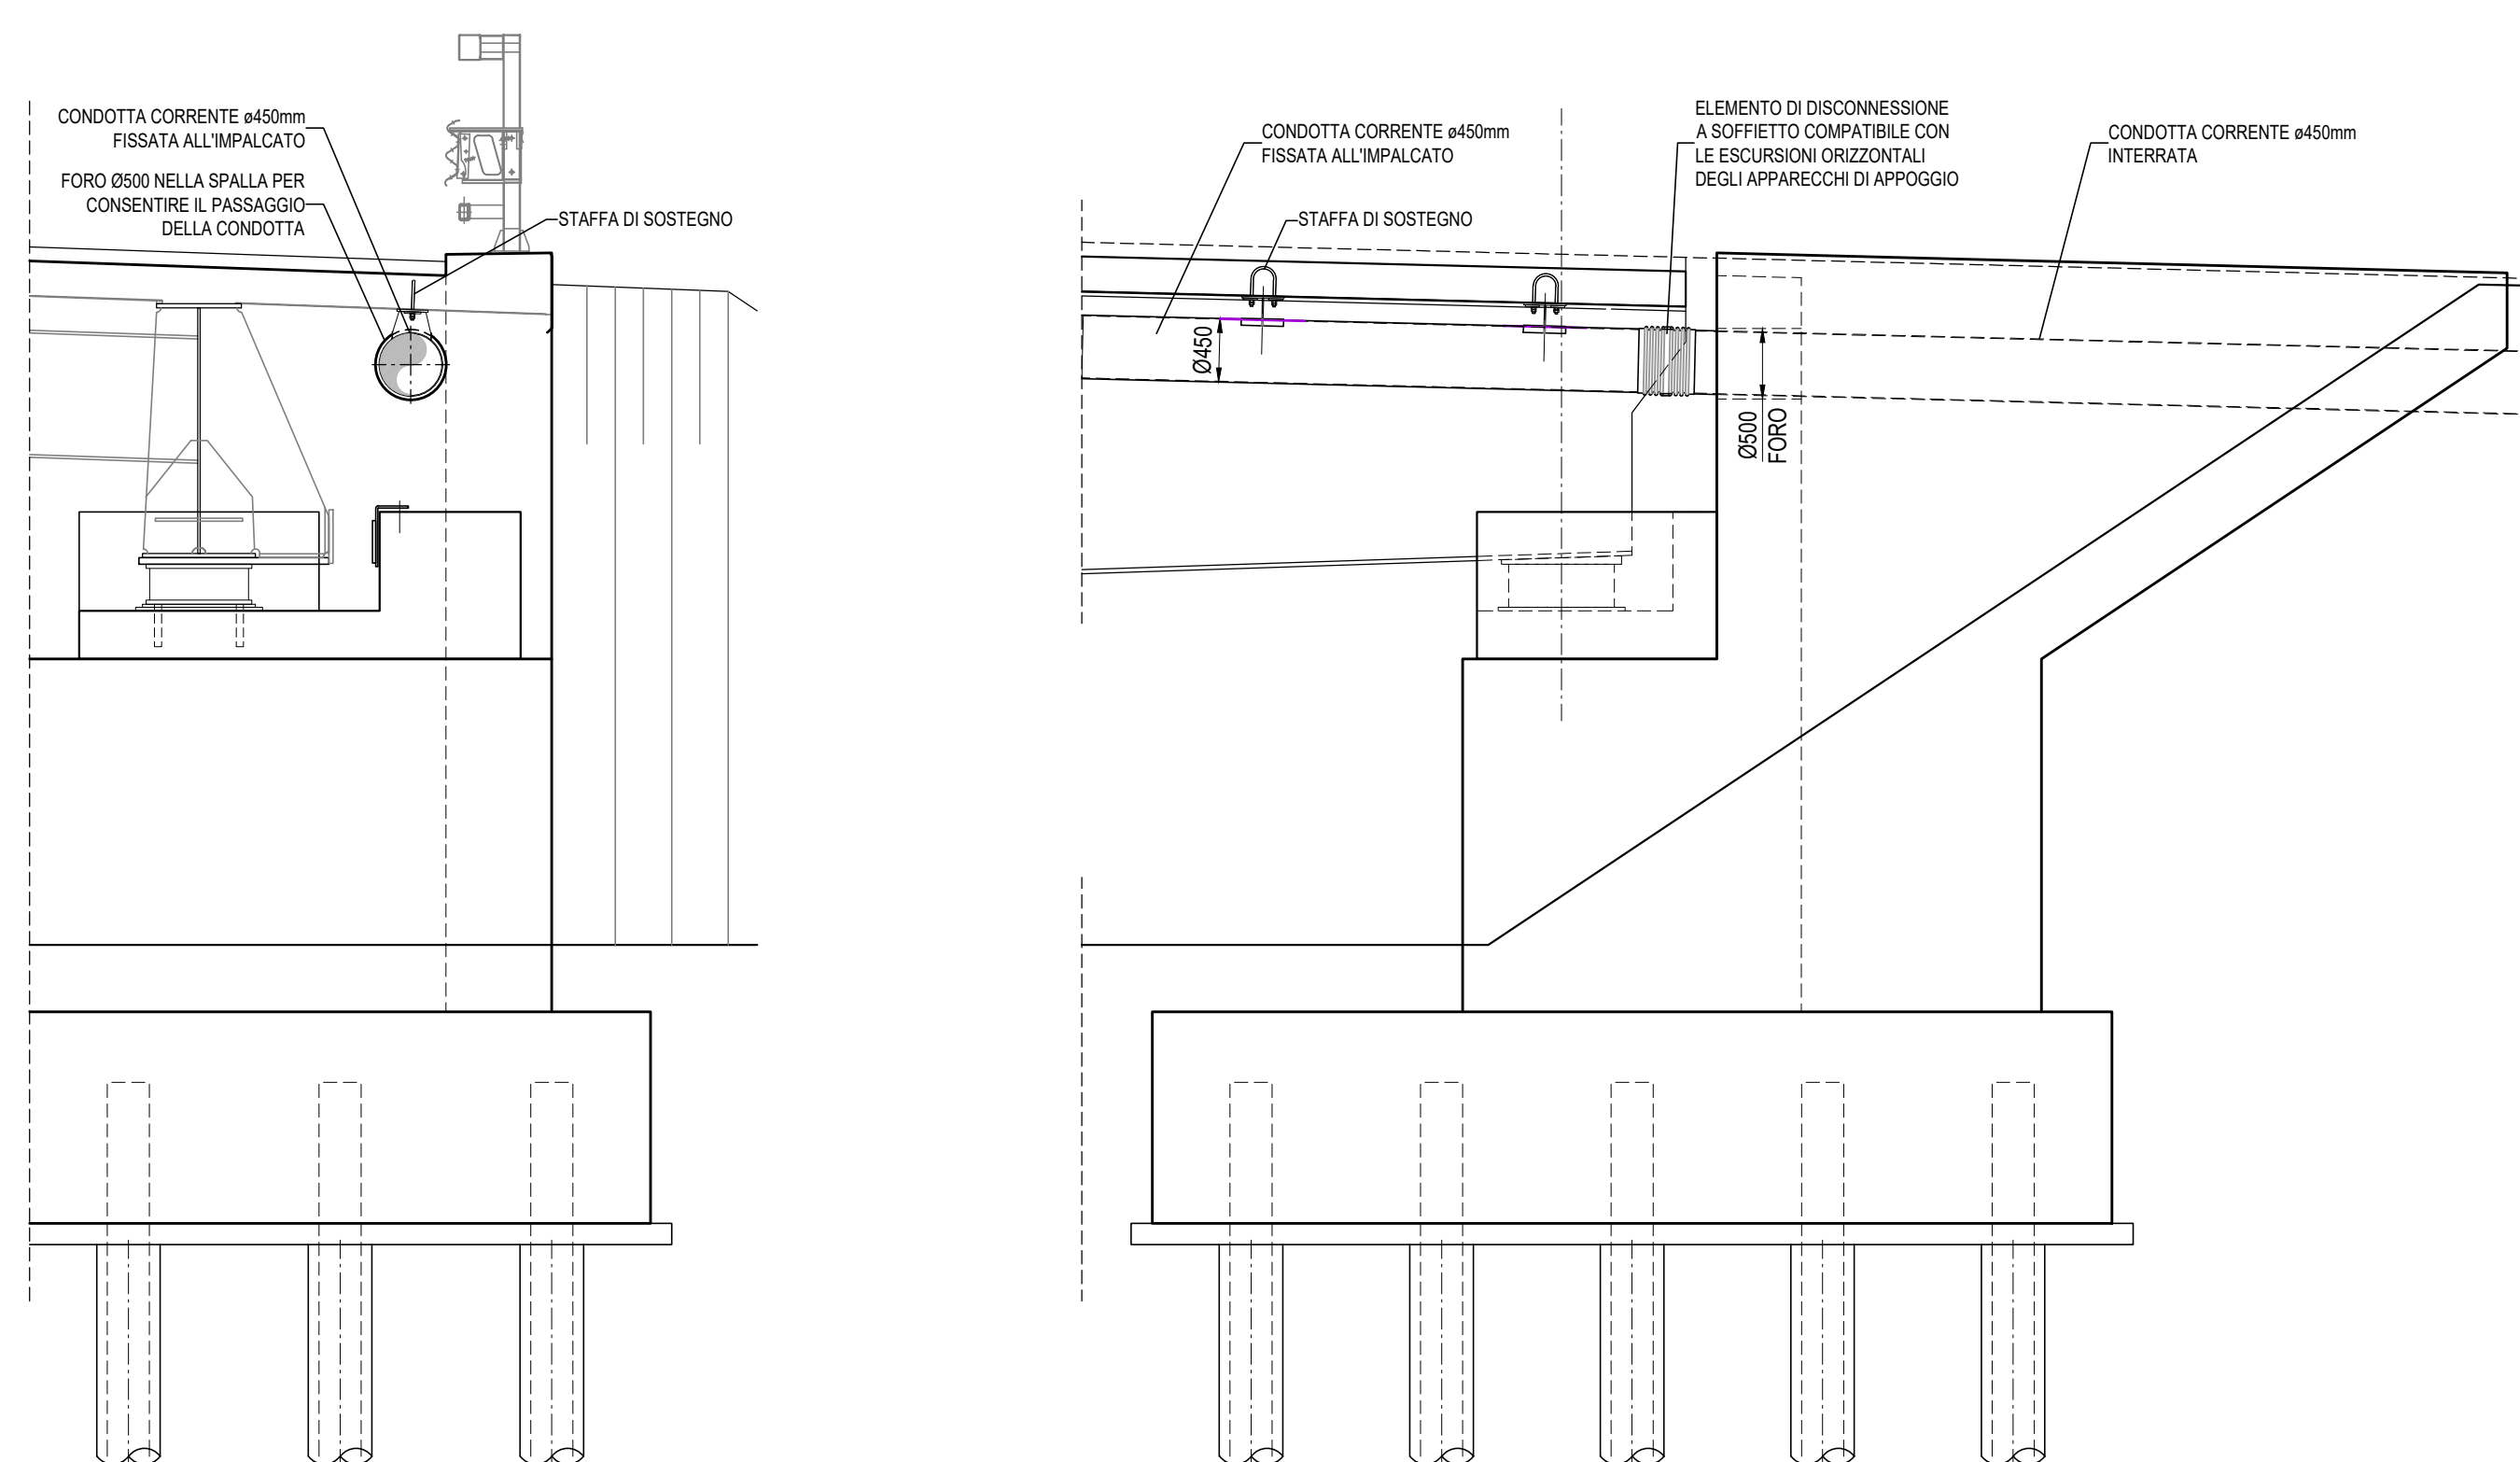 CONDOTTA CORRENTE ø450mm
FISSATA ALL'IMPALCATO
FORO Ø500 NELLA SPALLA PER
CONSENTIRE IL PASSAGGIO
DELLA CONDOTTA
STAFFA DI SOSTEGNO
CONDOTTA CORRENTE ø450mm
FISSATA ALL'IMPALCATO
STAFFA DI SOSTEGNO
ELEMENTO DI DISCONNESSIONE
A SOFFIETTO COMPATIBILE CON
LE ESCURSIONI ORIZZONTALI
DEGLI APPARECCHI DI APPOGGIO
CONDOTTA CORRENTE ø450mm
INTERRATA
Ø450
Ø500
FORO